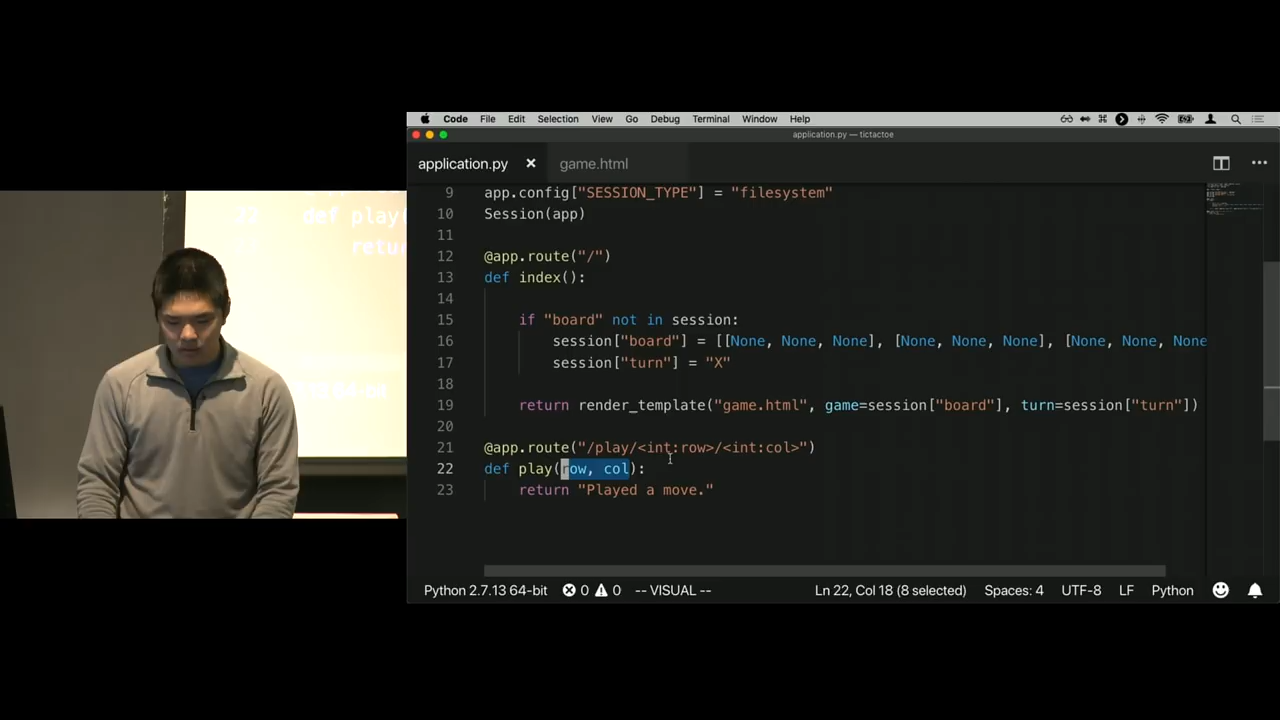 Code File Edit Selection View Go Debug Terminal Window Help
application.py — tictactoe
application.py × game.html
9 app.config["SESSION_TYPE"] = "filesystem"
10 Session(app)
11
12 @app.route("/")
13 def index():
14
15 if "board" not in session:
16 session["board"] = [[None, None, None], [None, None, None], [None, None, None
17 session["turn"] = "X"
18
19 return render_template("game.html", game=session["board"], turn=session["turn"])
20
21 @app.route("/play/<int:row>/<int:col>")
22 def play(row, col):
23 return "Played a move."
Python 2.7.13 64-bit 0 0 -- VISUAL -- Ln 22, Col 18 (8 selected) Spaces: 4 UTF-8 LF Python
22 def play(
retur